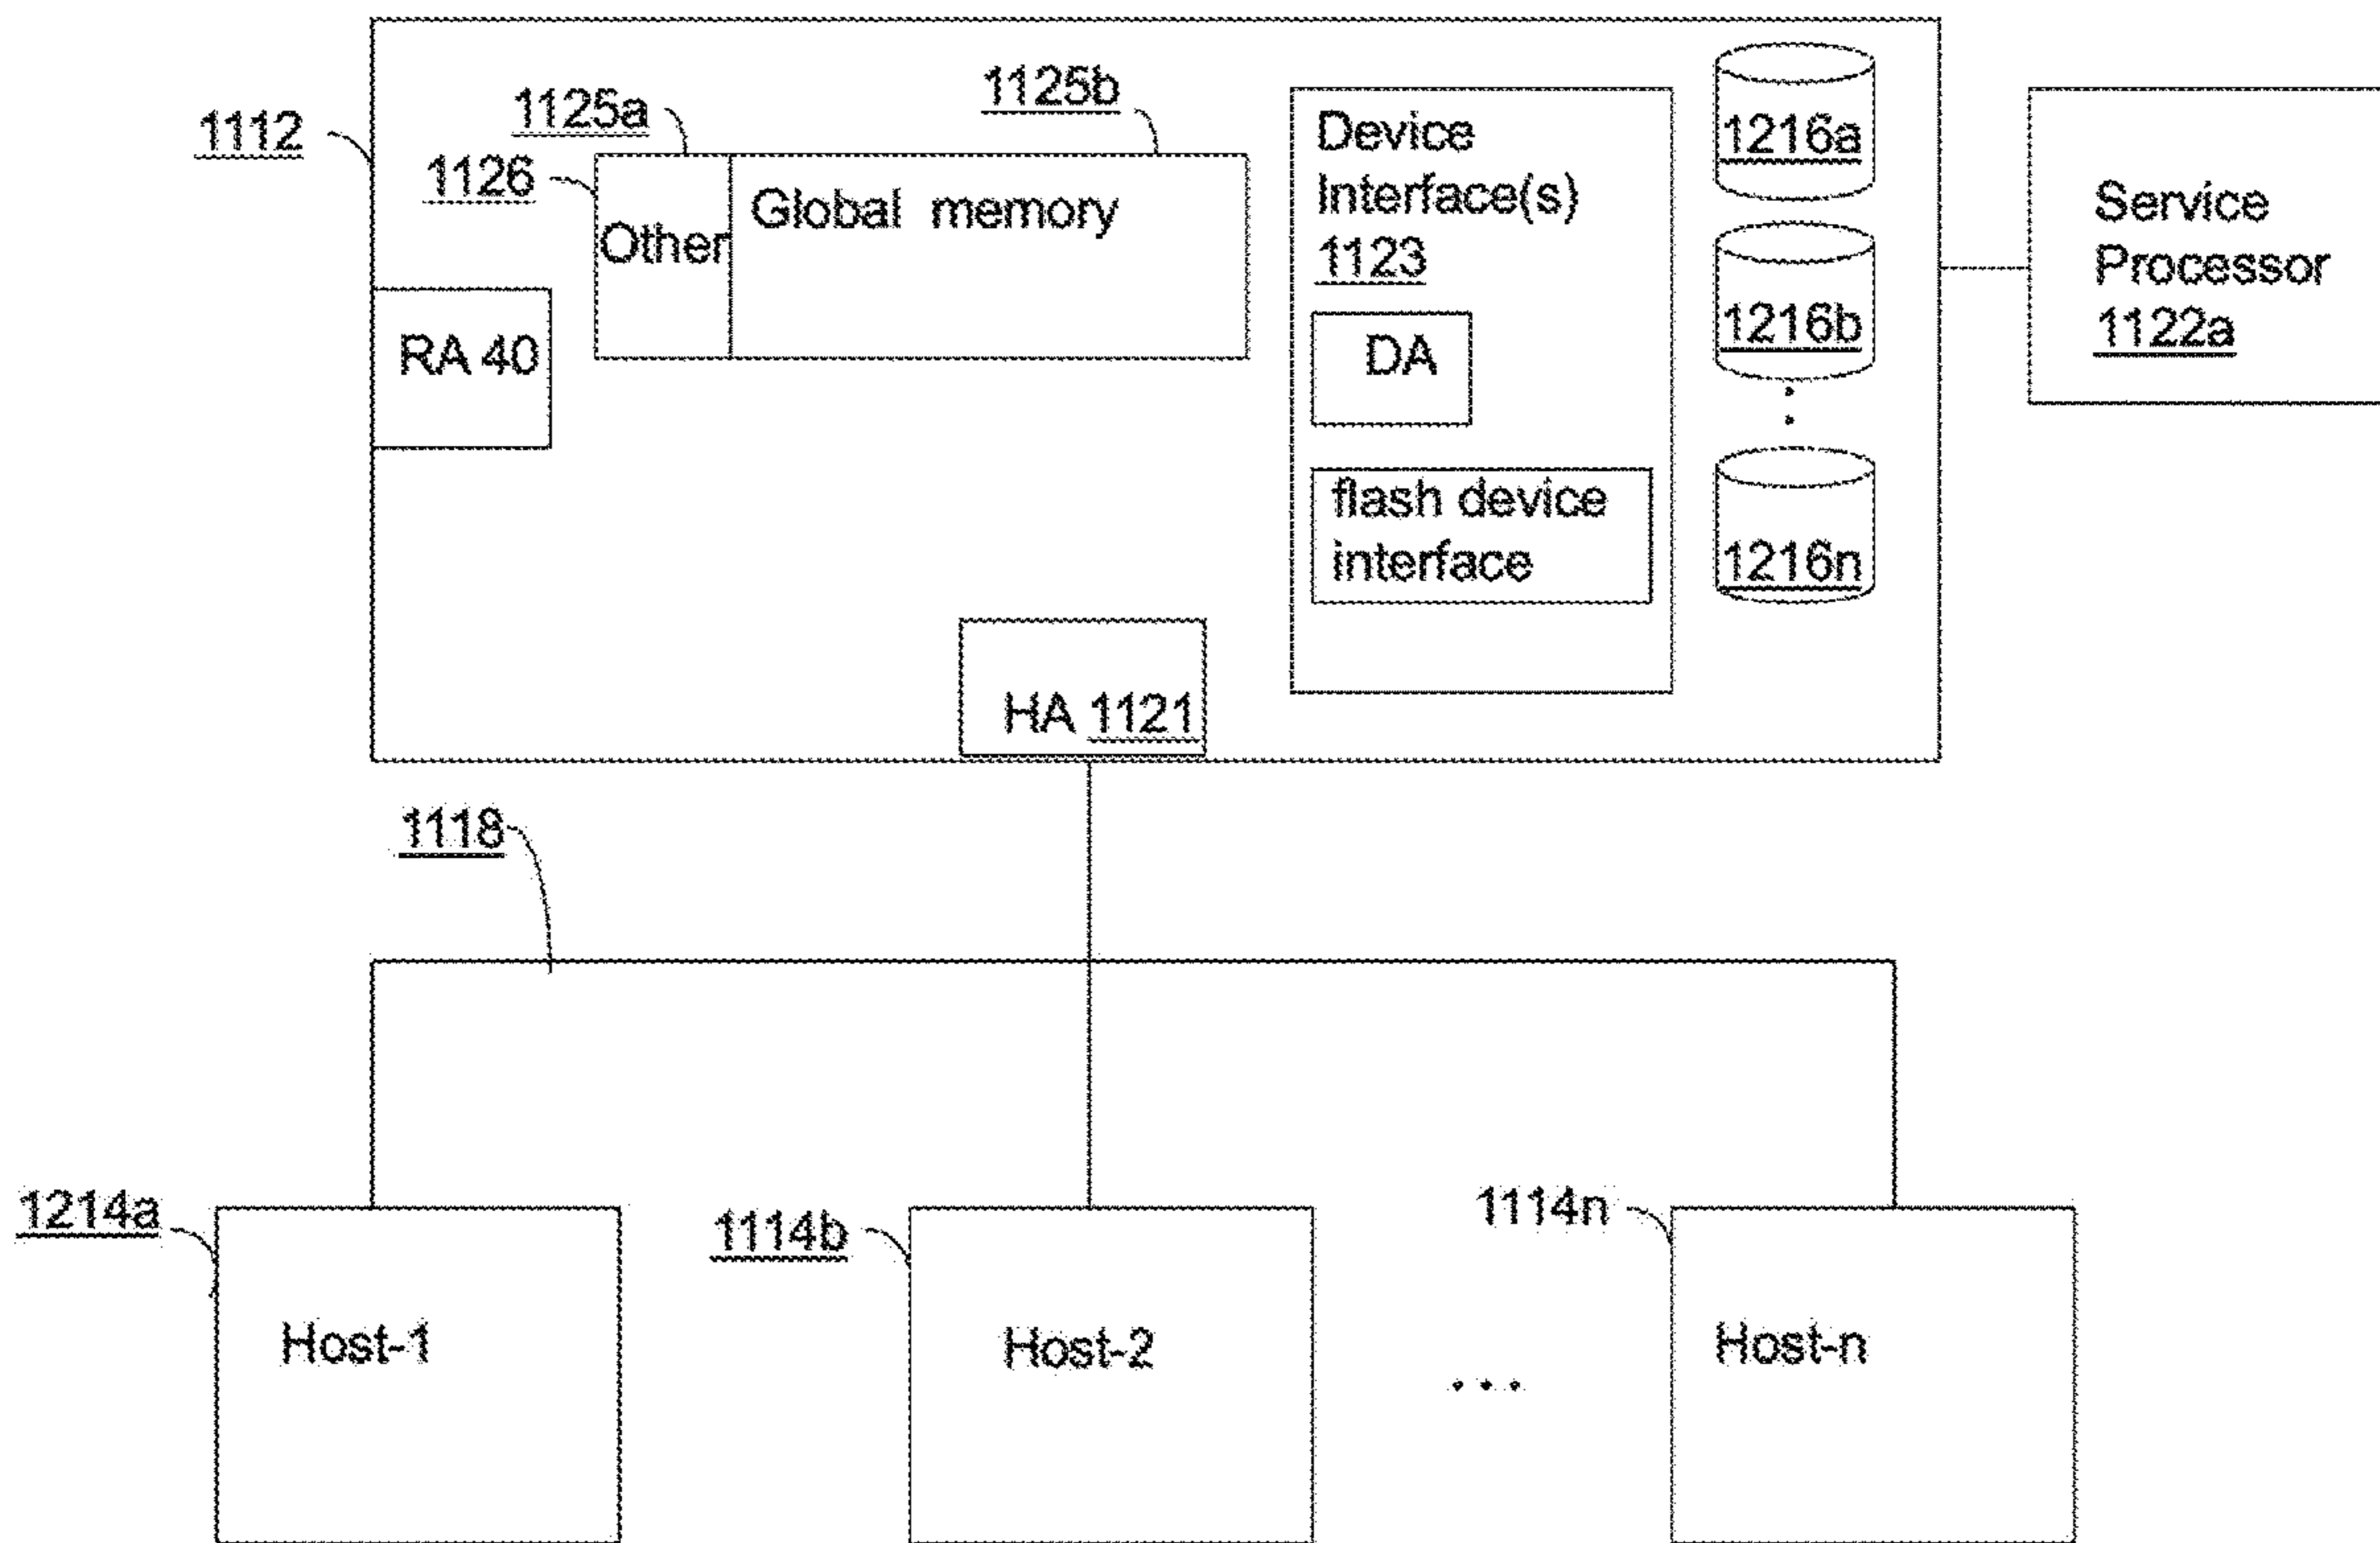 1112
1126
1125a
1125b
Other
Global memory
RA 40
Device
Interface(s)
1123
DA
flash device
interface
1216a
1216b
1216n
Service
Processor
1122a
HA 1121
1118
1214a
Host-1
1114b
Host-2
...
1114n
Host-n